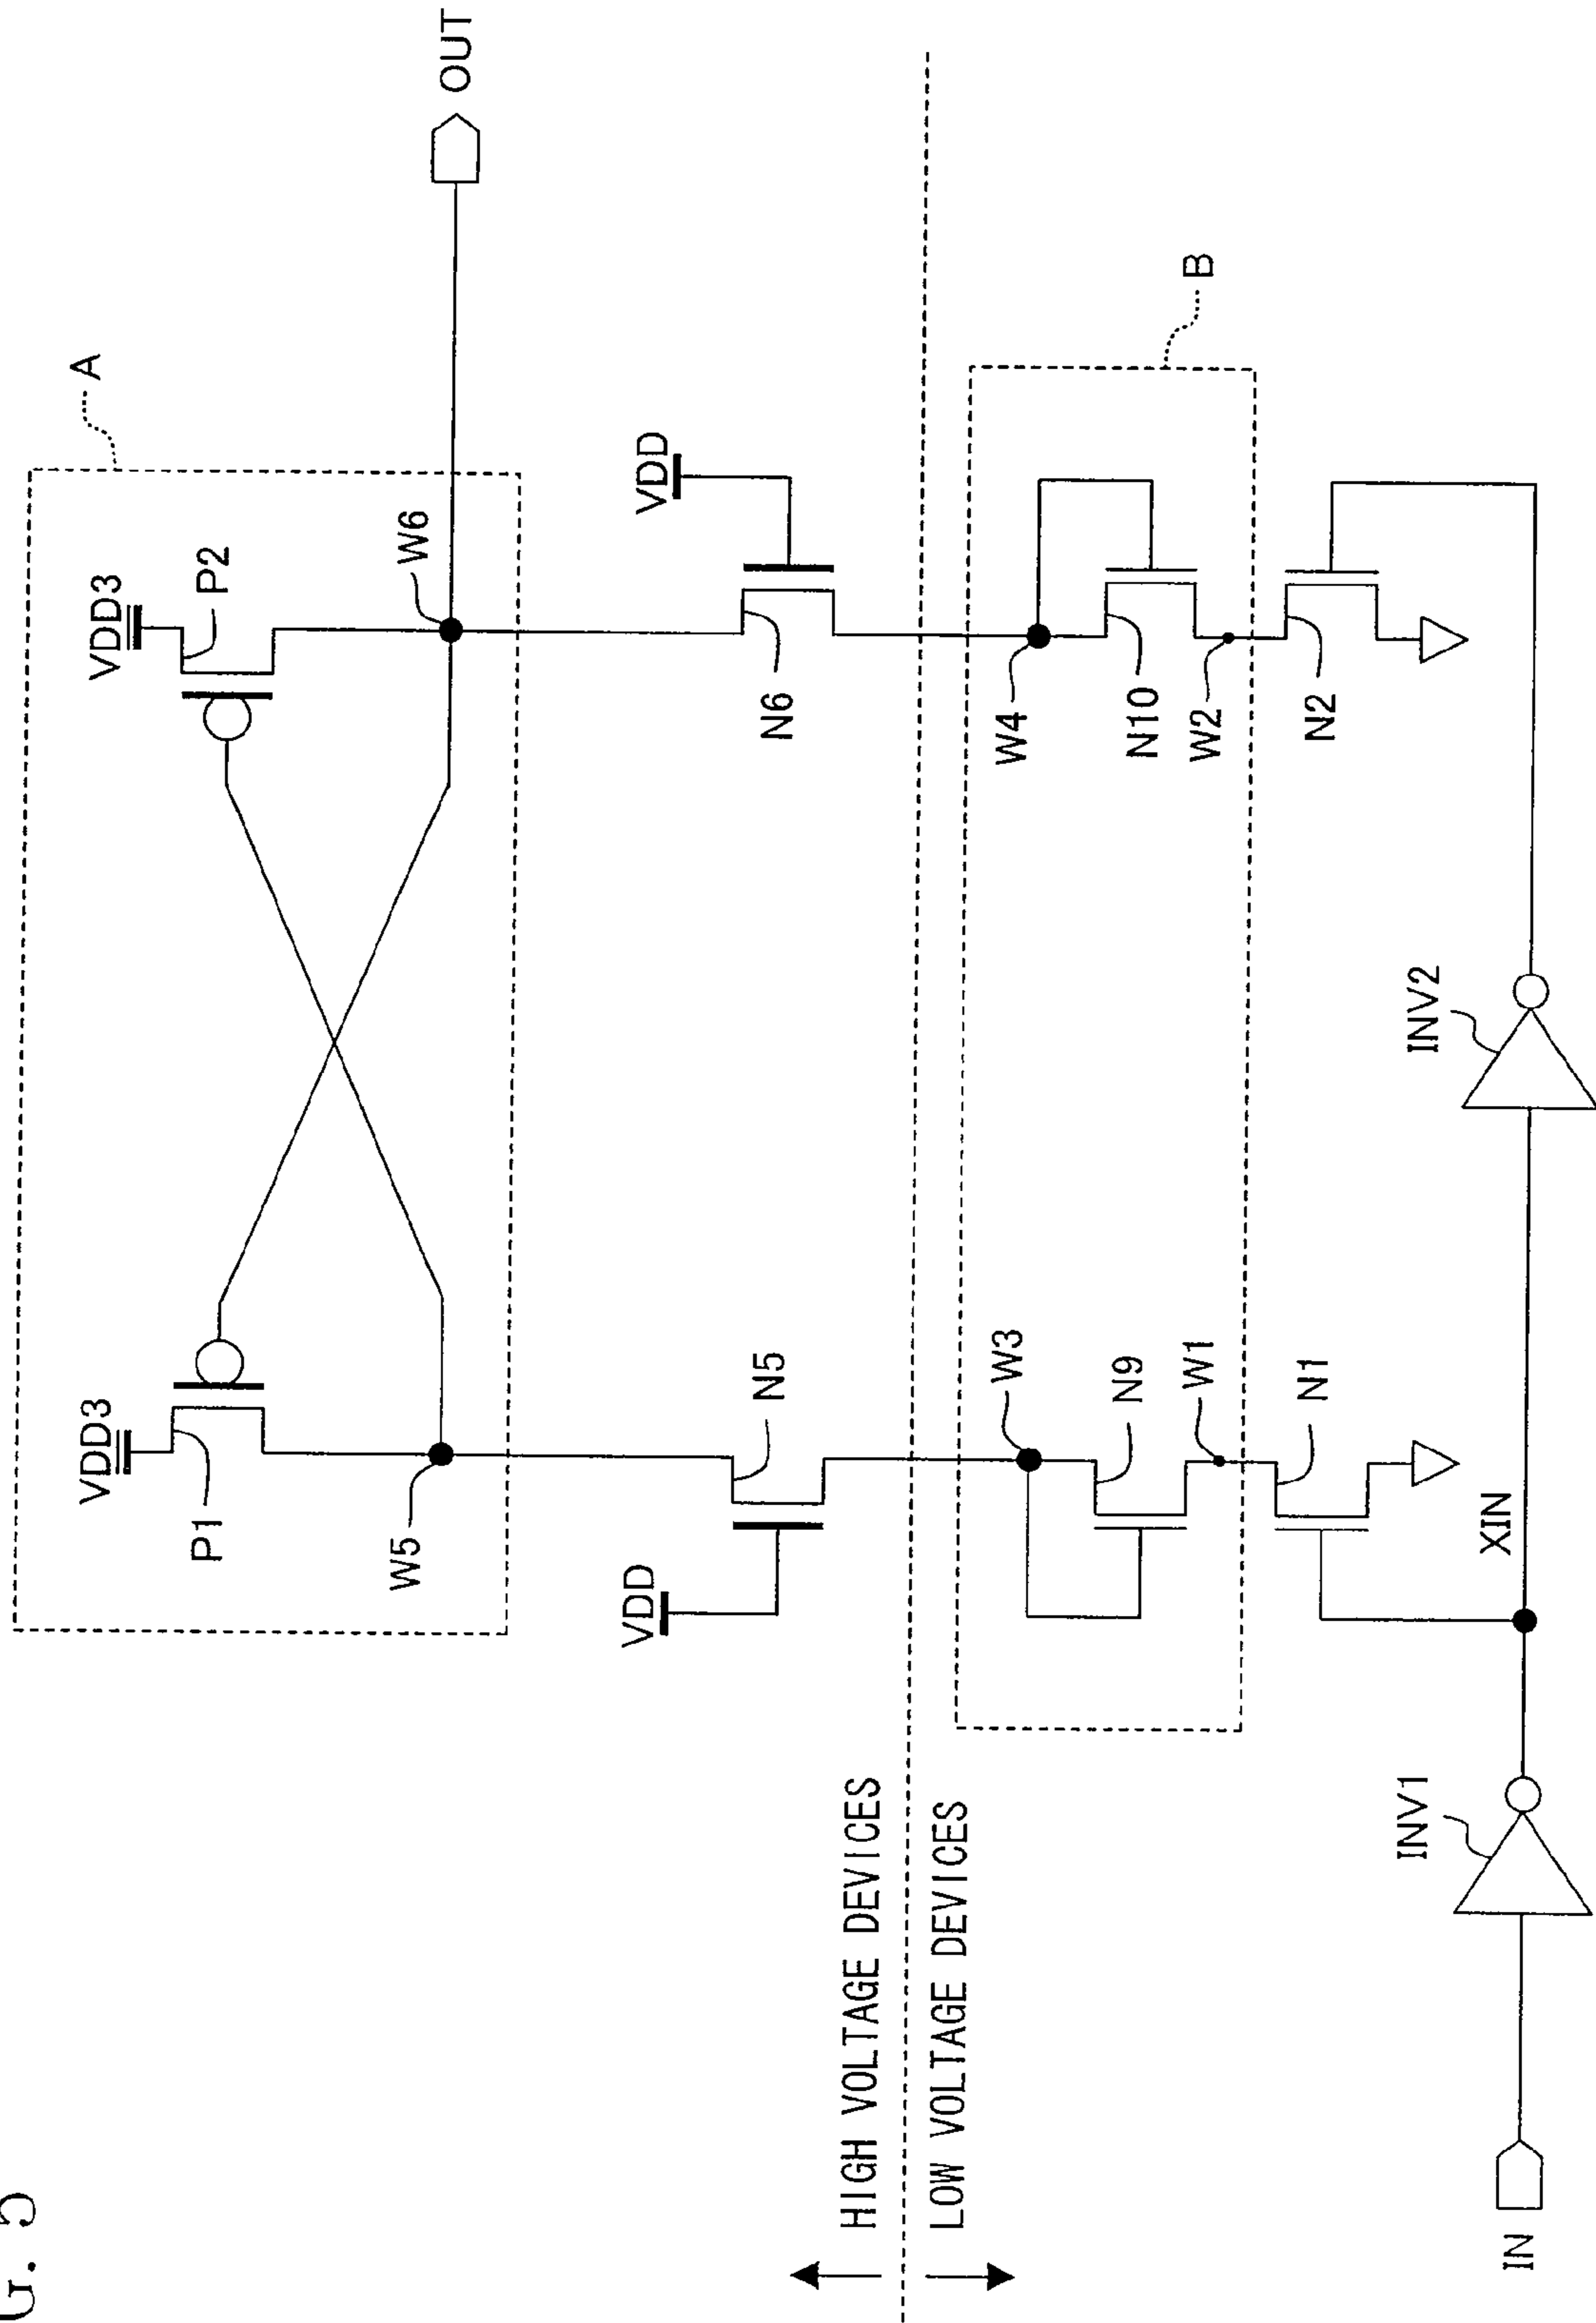 A
VDD3
P1
VDD3
P2
W5
W6
OUT
VDD
N5
VDD
N6
HIGH VOLTAGE DEVICES
LOW VOLTAGE DEVICES
B
W3
N9
W1
N1
W4
N10
W2
N2
IN
INV1
XIN
INV2